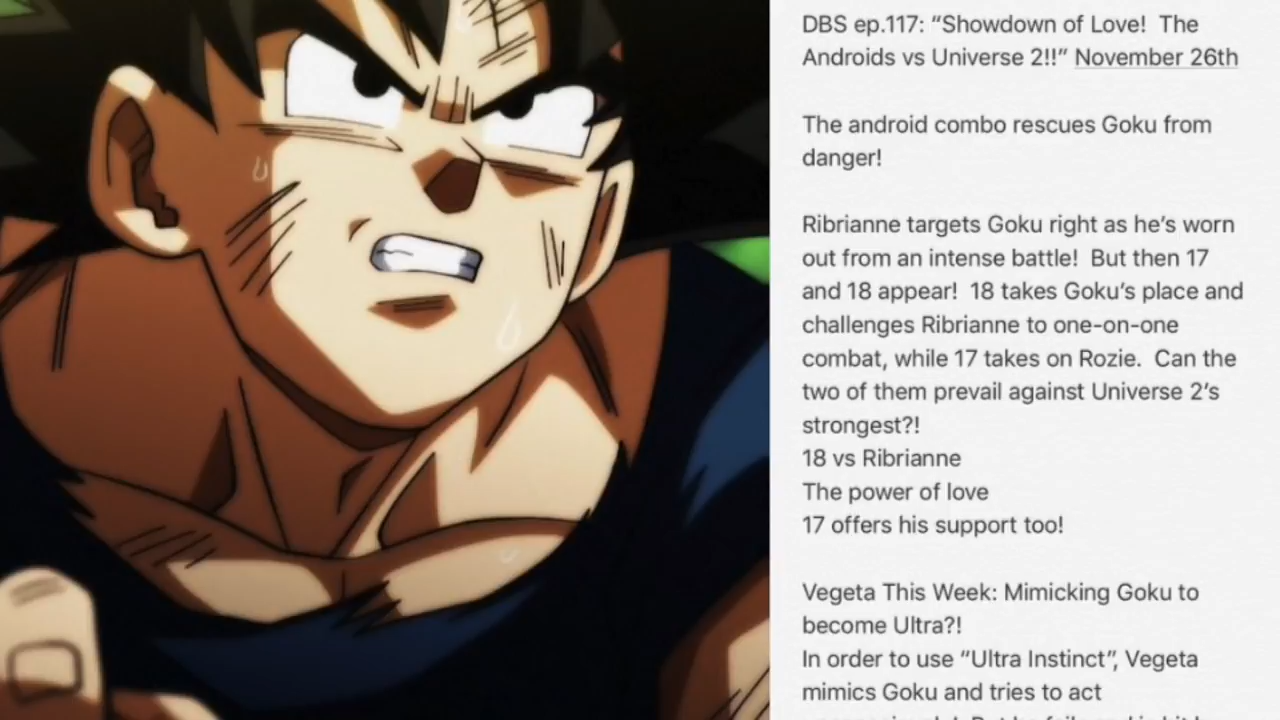 DBS ep.117: “Showdown of Love!  The
Androids vs Universe 2!!” November 26th
The android combo rescues Goku from
danger!
Ribrianne targets Goku right as he’s worn
out from an intense battle!  But then 17
and 18 appear!  18 takes Goku’s place and
challenges Ribrianne to one-on-one
combat, while 17 takes on Rozie.  Can the
two of them prevail against Universe 2’s
strongest?!
18 vs Ribrianne
The power of love
17 offers his support too!
Vegeta This Week: Mimicking Goku to
become Ultra?!
In order to use “Ultra Instinct”, Vegeta
mimics Goku and tries to act